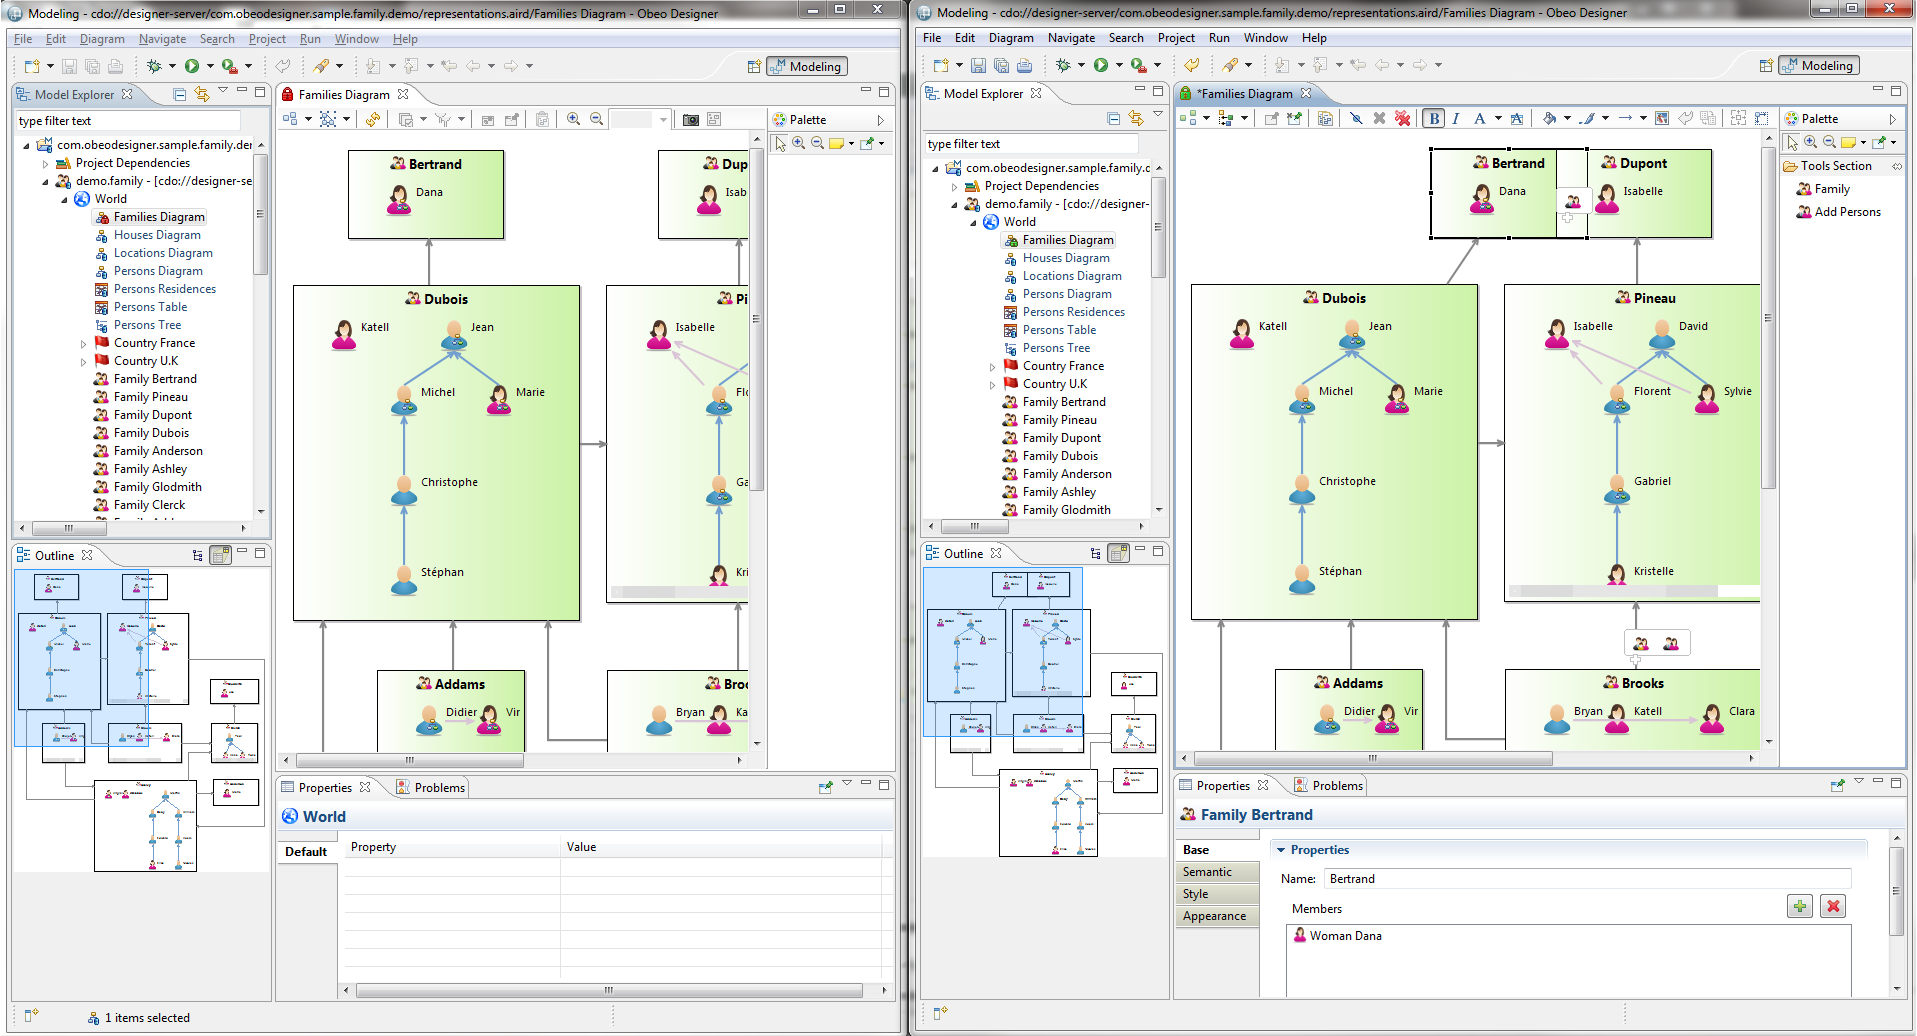 Modeling - cdo://designer-server/com.obeodesigner.sample.family.demo/representations.aird/Families Diagram - Obeo Designer
File Edit Diagram Navigate Search Project Run Window Help
Modeling
Model Explorer
type filter text
com.obeodesigner.sample.family.der
Project Dependencies
demo.family - [cdo://designer-se
World
Families Diagram
Houses Diagram
Locations Diagram
Persons Diagram
Persons Residences
Persons Table
Persons Tree
Country France
Country U.K
Family Bertrand
Family Pineau
Family Dupont
Family Dubois
Family Anderson
Family Ashley
Family Glodmith
Family Clerck
Outline
Families Diagram
Palette
Bertrand
Dana
Dup
Isab
Dubois
Katell
Jean
Michel
Marie
Christophe
Stéphan
Pi
Isabelle
Flo
Ga
Kri
Addams
Didier
Vir
Broo
Bryan
Ka
Properties
Problems
World
Default
Property
Value
1 items selected
Modeling - cdo://designer-server/com.obeodesigner.sample.family.demo/representations.aird/Families Diagram - Obeo Designer
File Edit Diagram Navigate Search Project Run Window Help
Modeling
Model Explorer
type filter text
com.obeodesigner.sample.family.c
Project Dependencies
demo.family - [cdo://designer-
World
Families Diagram
Houses Diagram
Locations Diagram
Persons Diagram
Persons Residences
Persons Table
Persons Tree
Country France
Country U.K
Family Bertrand
Family Pineau
Family Dupont
Family Dubois
Family Anderson
Family Ashley
Family Glodmith
Outline
*Families Diagram
B I A A
Palette
Tools Section
Family
Add Persons
Bertrand
Dana
Dupont
Isabelle
Dubois
Katell
Jean
Michel
Marie
Christophe
Stéphan
Pineau
Isabelle
David
Florent
Sylvie
Gabriel
Kristelle
Addams
Didier
Vir
Brooks
Bryan
Katell
Clara
Properties
Problems
Family Bertrand
Base
Semantic
Style
Appearance
Properties
Name: Bertrand
Members
Woman Dana